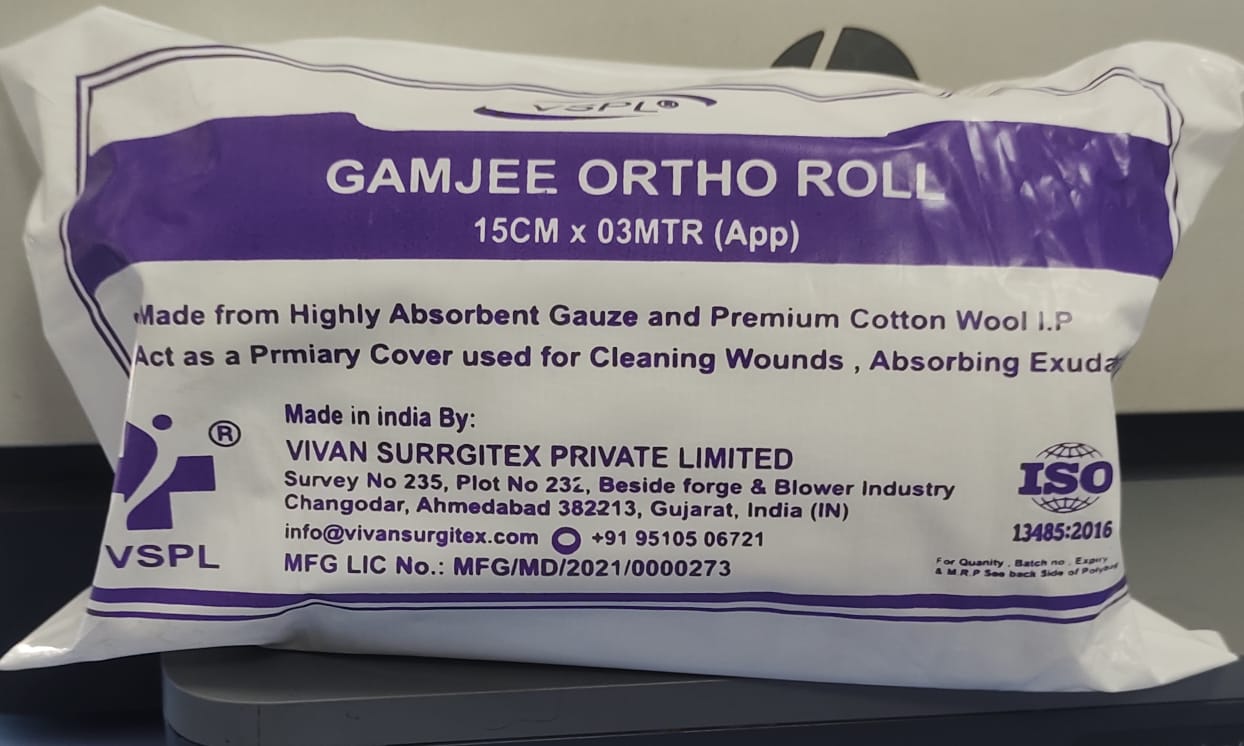 VSPL®
GAMJEE ORTHO ROLL
15CM x 03MTR (App)
Made from Highly Absorbent Gauze and Premium Cotton Wool I.P
Act as a Prmiary Cover used for Cleaning Wounds , Absorbing Exuda
®
VSPL
Made in india By:
VIVAN SURRGITEX PRIVATE LIMITED
Survey No 235, Plot No 232, Beside forge & Blower Industry
Changodar, Ahmedabad 382213, Gujarat, India (IN)
info@vivansurgitex.com +91 95105 06721
MFG LIC No.: MFG/MD/2021/0000273
ISO
13485:2016
For Quanity , Batch no . Expiry
& M.R.P See back Side of